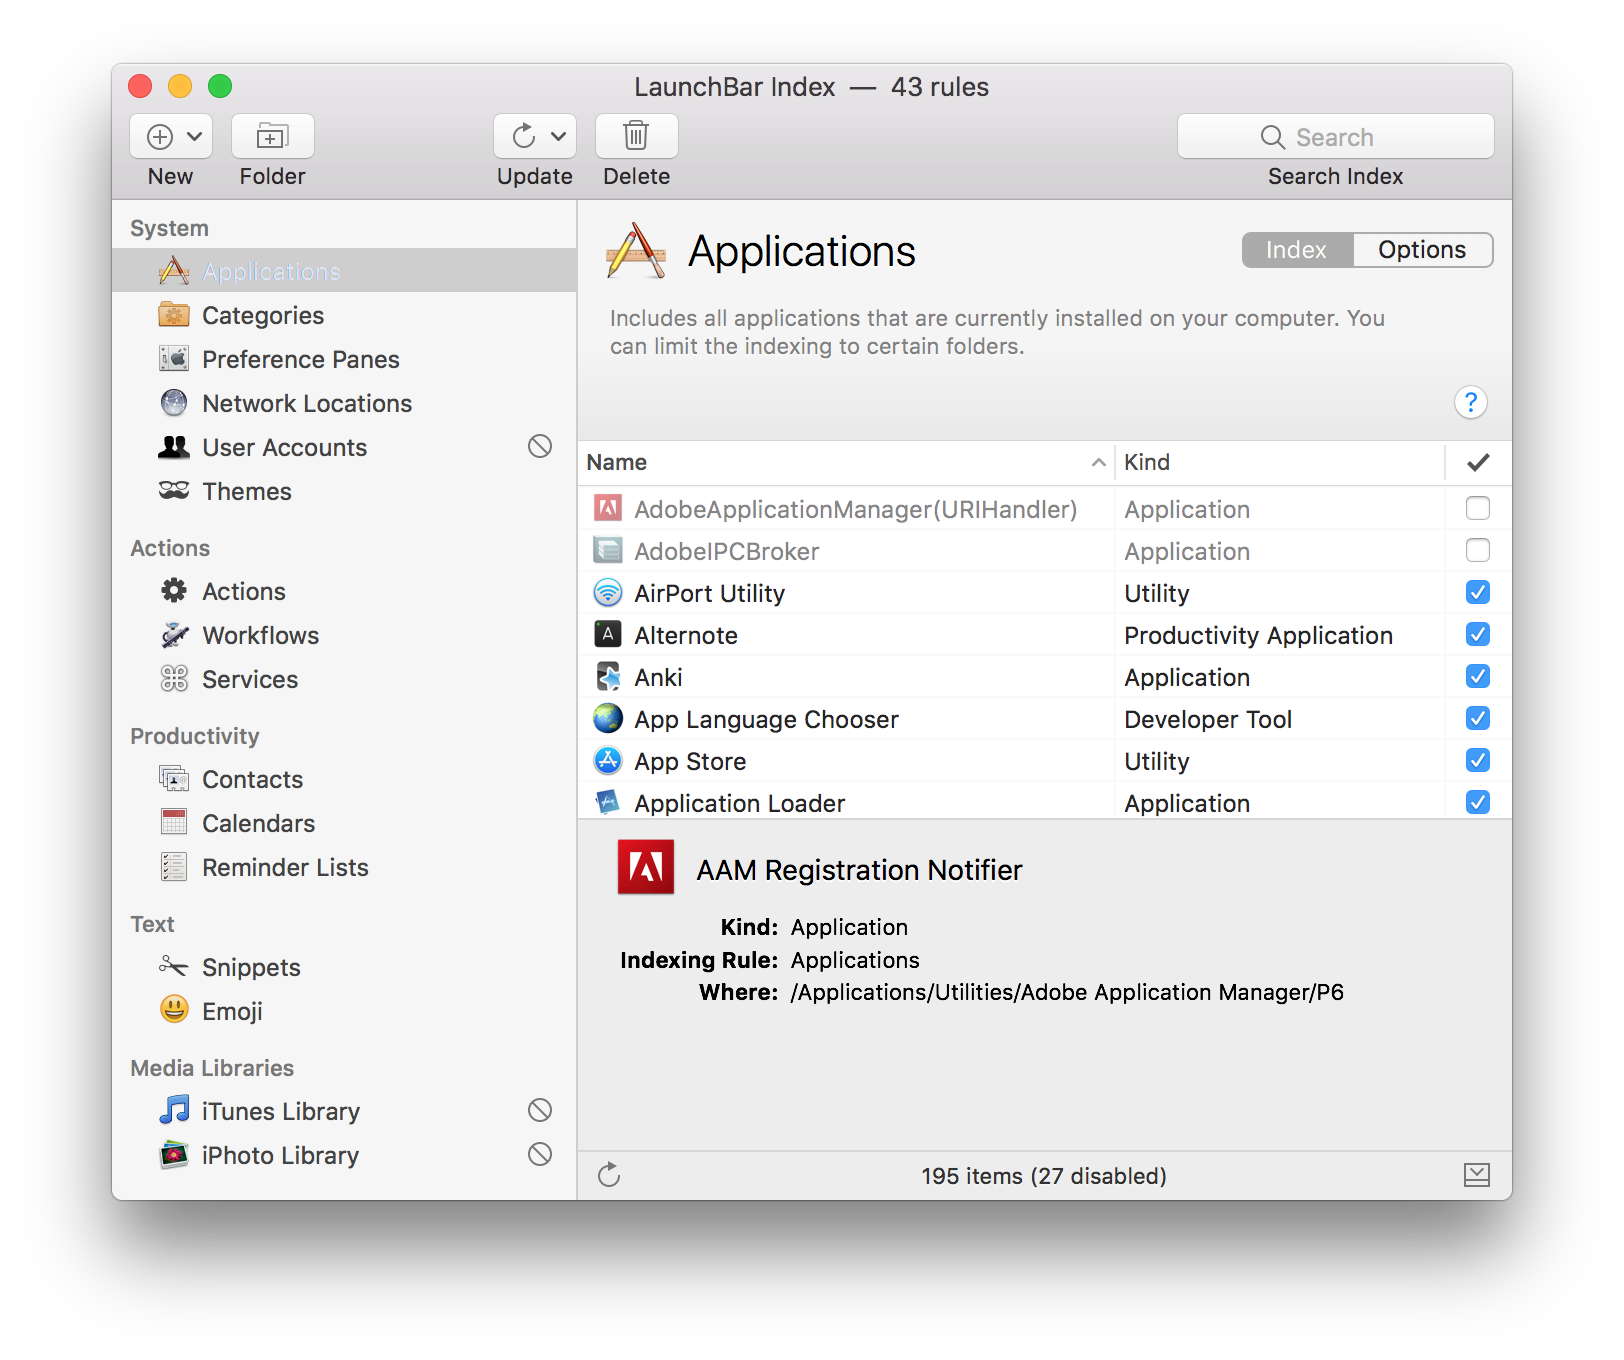 LaunchBar Index — 43 rules
New
Folder
Update
Delete
Search
Search Index
System
Applications
Categories
Preference Panes
Network Locations
User Accounts
Themes
Actions
Actions
Workflows
Services
Productivity
Contacts
Calendars
Reminder Lists
Text
Snippets
Emoji
Media Libraries
iTunes Library
iPhoto Library
Applications
Index Options
Includes all applications that are currently installed on your computer. You
can limit the indexing to certain folders.
?
Name Kind
AdobeApplicationManager(URIHandler) Application
AdobeIPCBroker Application
AirPort Utility Utility
Alternote Productivity Application
Anki Application
App Language Chooser Developer Tool
App Store Utility
Application Loader Application
AAM Registration Notifier
Kind: Application
Indexing Rule: Applications
Where: /Applications/Utilities/Adobe Application Manager/P6
195 items (27 disabled)